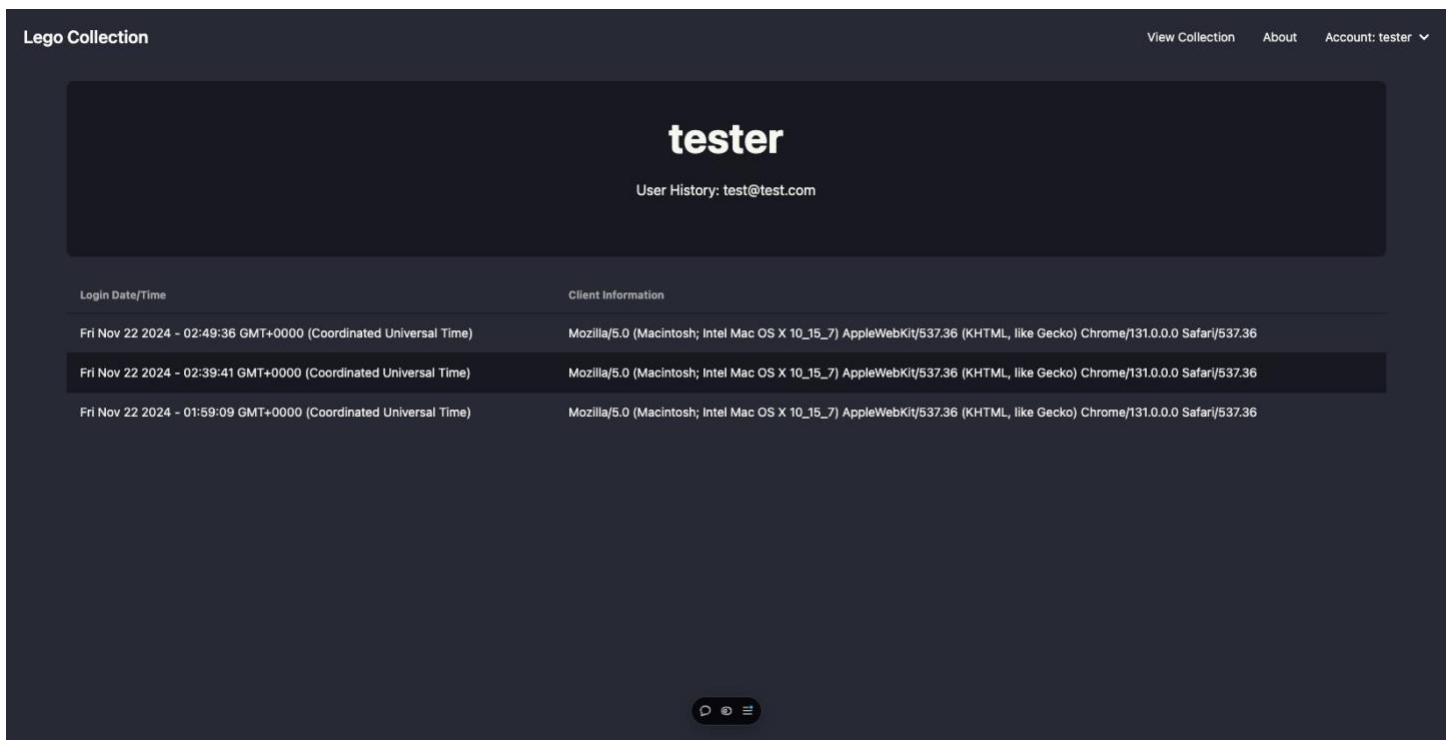 Lego Collection
View Collection
About
Account: tester
tester
User History: test@test.com
Login Date/Time
Client Information
Fri Nov 22 2024 - 02:49:36 GMT+0000 (Coordinated Universal Time)
Mozilla/5.0 (Macintosh; Intel Mac OS X 10_15_7) AppleWebKit/537.36 (KHTML, like Gecko) Chrome/131.0.0.0 Safari/537.36
Fri Nov 22 2024 - 02:39:41 GMT+0000 (Coordinated Universal Time)
Mozilla/5.0 (Macintosh; Intel Mac OS X 10_15_7) AppleWebKit/537.36 (KHTML, like Gecko) Chrome/131.0.0.0 Safari/537.36
Fri Nov 22 2024 - 01:59:09 GMT+0000 (Coordinated Universal Time)
Mozilla/5.0 (Macintosh; Intel Mac OS X 10_15_7) AppleWebKit/537.36 (KHTML, like Gecko) Chrome/131.0.0.0 Safari/537.36